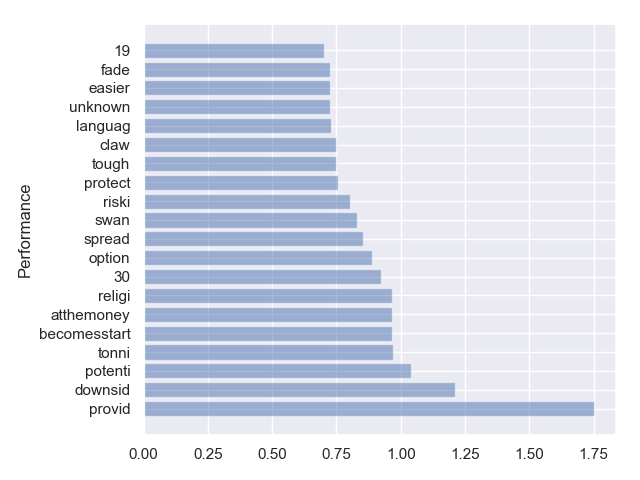 19
fade
easier
unknown
languag
claw
tough
protect
riski
swan
spread
option
30
religi
atthemoney
becomesstart
tonni
potenti
downsid
provid
Performance
0.00 0.25 0.50 0.75 1.00 1.25 1.50 1.75